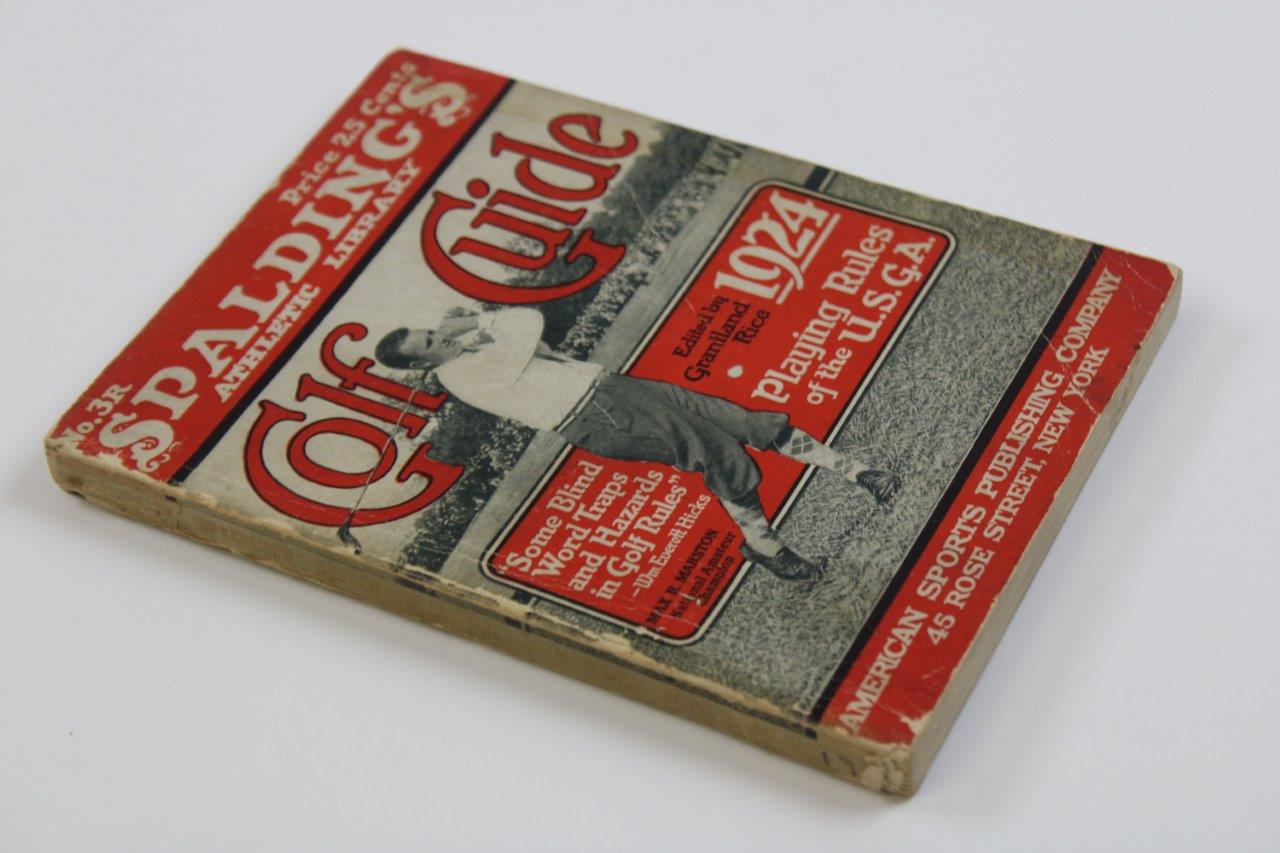 Price 25 Cents
No. 3R
SPALDING'S
ATHLETIC LIBRARY
Golf Guide
Edited by
Grantland
Rice
1924
Playing Rules
of the U.S.G.A.
"Some Blind
Word Traps
and Hazards
in Golf Rules"
-Wm Everett Hicks
MAX R. MARSTON
National Amateur
Champion
AMERICAN SPORTS PUBLISHING COMPANY
45 ROSE STREET, NEW YORK